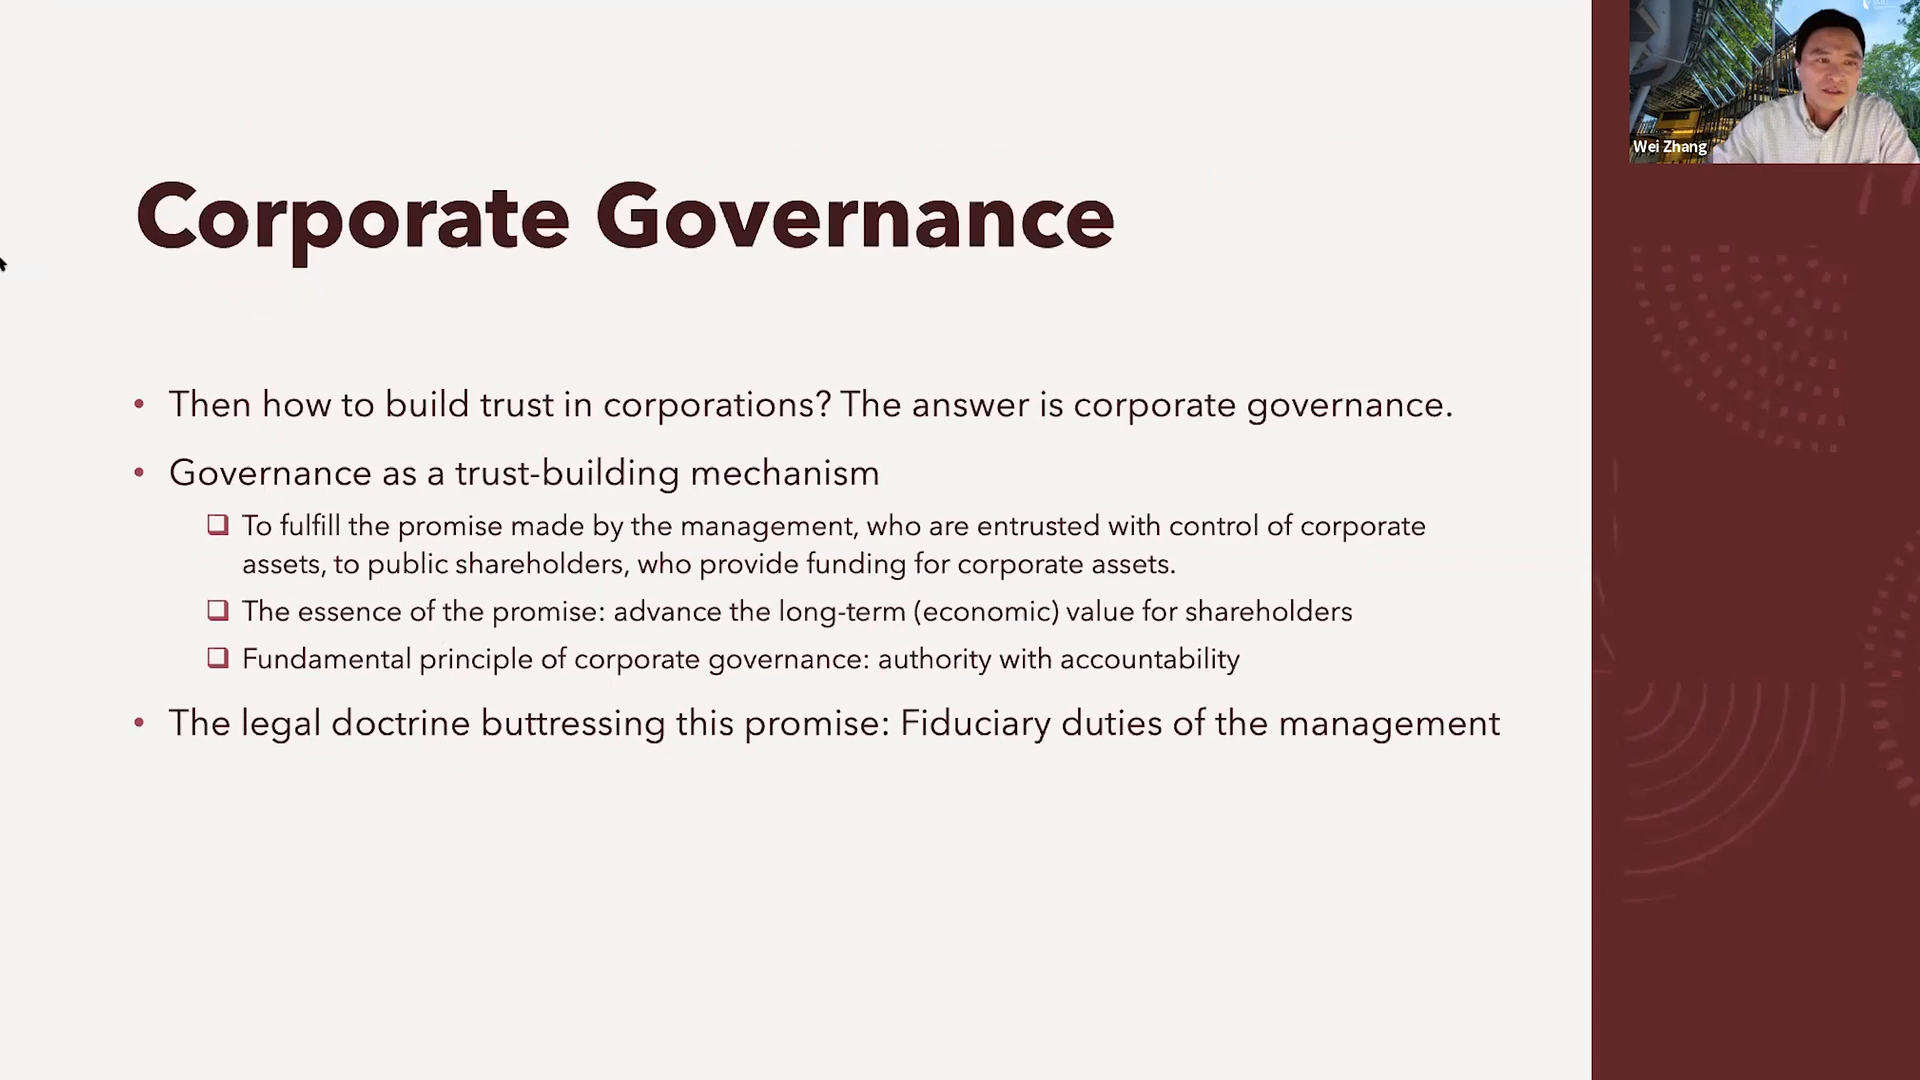 Wei Zhang
Corporate Governance
• Then how to build trust in corporations? The answer is corporate governance.
• Governance as a trust-building mechanism
❑ To fulfill the promise made by the management, who are entrusted with control of corporate
assets, to public shareholders, who provide funding for corporate assets.
❑ The essence of the promise: advance the long-term (economic) value for shareholders
❑ Fundamental principle of corporate governance: authority with accountability
• The legal doctrine buttressing this promise: Fiduciary duties of the management